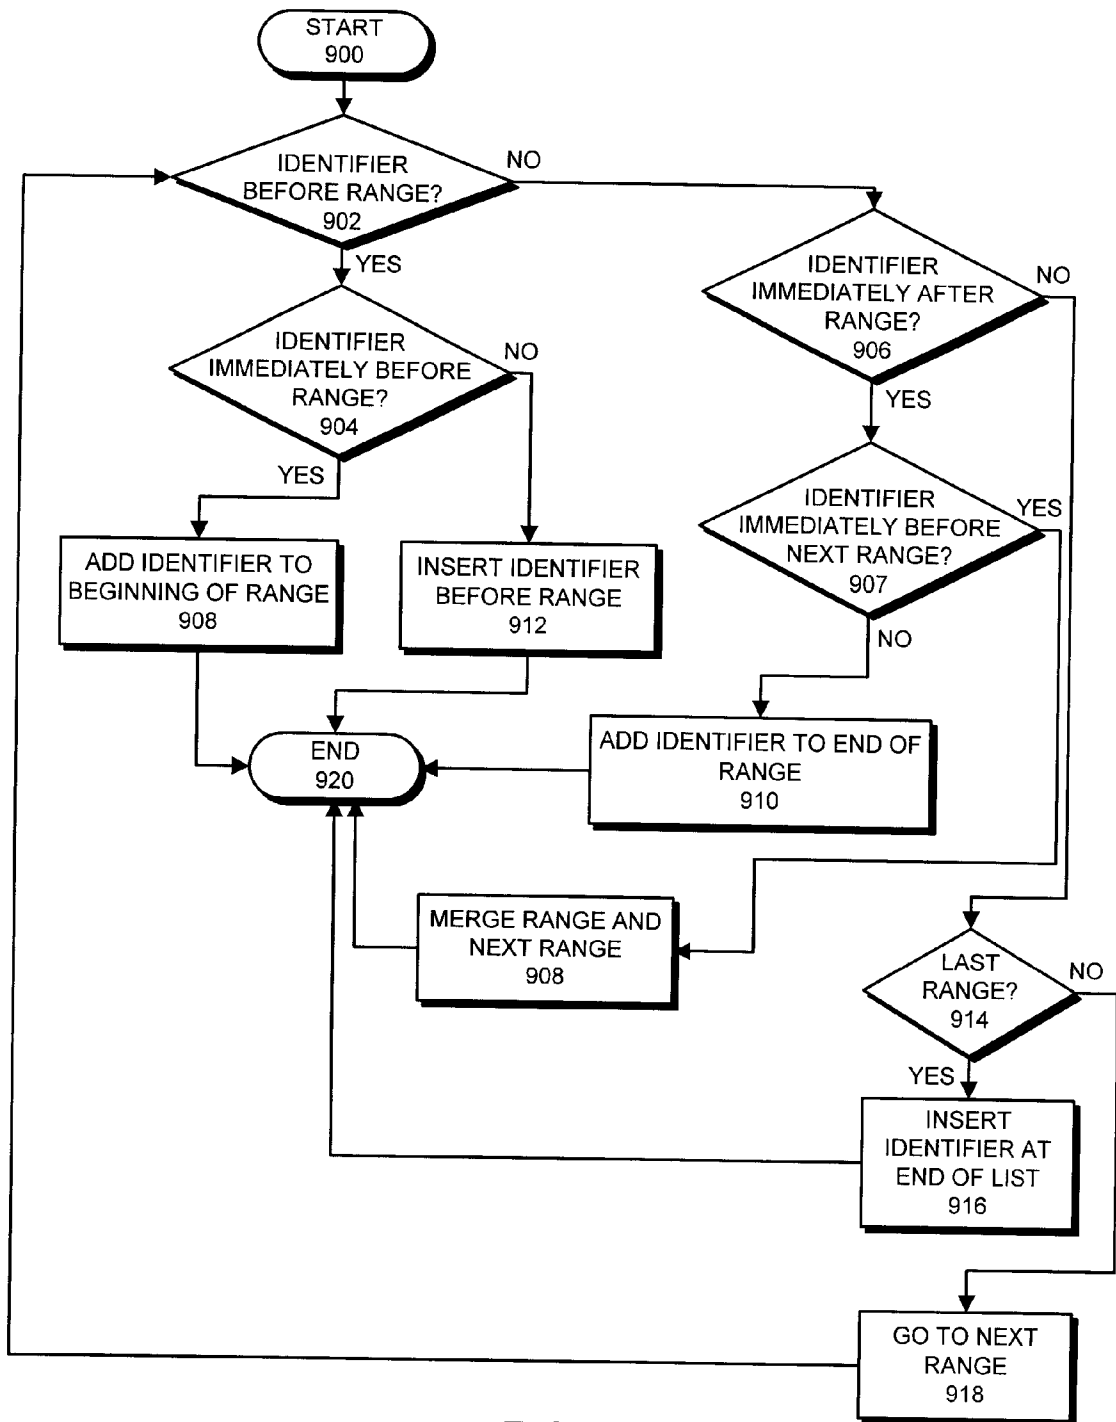 START
900
IDENTIFIER
BEFORE RANGE?
902
NO
YES
IDENTIFIER
IMMEDIATELY AFTER
RANGE?
906
NO
YES
IDENTIFIER
IMMEDIATELY BEFORE
RANGE?
904
NO
YES
IDENTIFIER
IMMEDIATELY BEFORE
NEXT RANGE?
907
YES
NO
ADD IDENTIFIER TO
BEGINNING OF RANGE
908
INSERT IDENTIFIER
BEFORE RANGE
912
END
920
ADD IDENTIFIER TO END OF
RANGE
910
MERGE RANGE AND
NEXT RANGE
908
LAST
RANGE?
914
NO
YES
INSERT
IDENTIFIER AT
END OF LIST
916
GO TO NEXT
RANGE
918